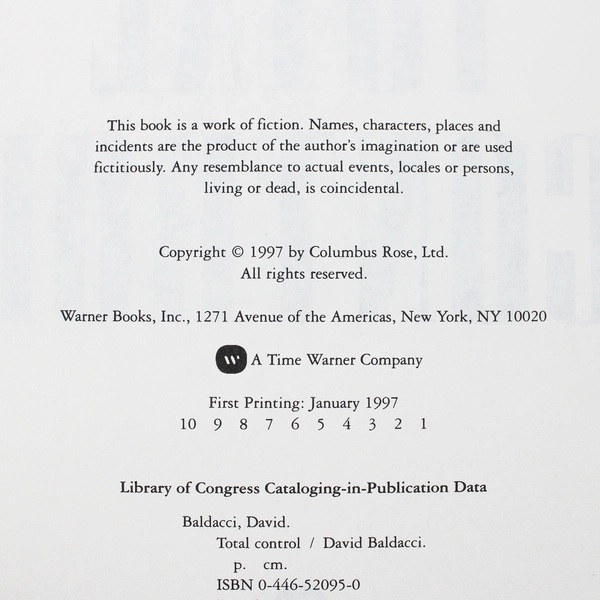 This book is a work of fiction. Names, characters, places and
incidents are the product of the author's imagination or are used
fictitiously. Any resemblance to actual events, locales or persons,
living or dead, is coincidental.
Copyright © 1997 by Columbus Rose, Ltd.
All rights reserved.
Warner Books, Inc., 1271 Avenue of the Americas, New York, NY 10020
W A Time Warner Company
First Printing: January 1997
10 9 8 7 6 5 4 3 2 1
Library of Congress Cataloging-in-Publication Data
Baldacci, David.
Total control / David Baldacci.
p. cm.
ISBN 0-446-52095-0